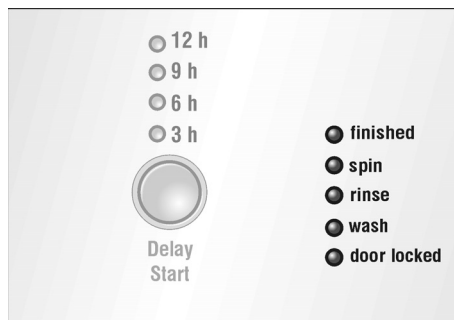 12 h
9 h
6 h
3 h
Delay
Start
finished
spin
rinse
wash
door locked